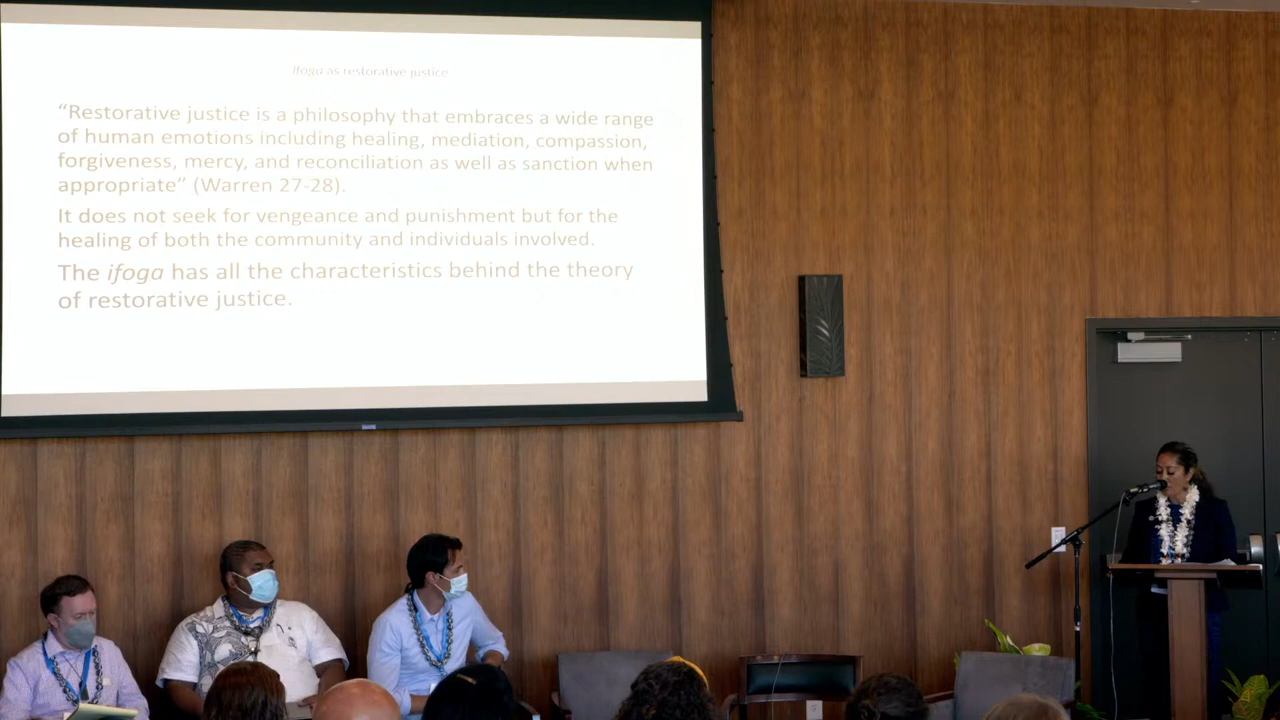 ifoga as restorative justice
“Restorative justice is a philosophy that embraces a wide range
of human emotions including healing, mediation, compassion,
forgiveness, mercy, and reconciliation as well as sanction when
appropriate” (Warren 27-28).
It does not seek for vengeance and punishment but for the
healing of both the community and individuals involved.
The ifoga has all the characteristics behind the theory
of restorative justice.